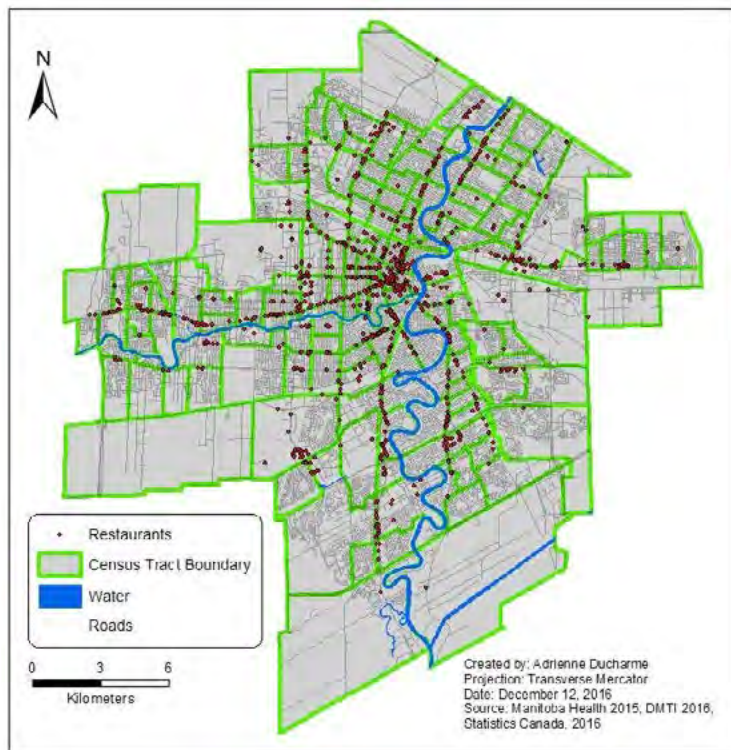 N
Restaurants
Census Tract Boundary
Water
Roads
0 3 6
Kilometers
Created by: Adrienne Ducharme
Projection: Transverse Mercator
Date: December 12, 2016
Source: Manitoba Health 2015, DMTI 2016,
Statistics Canada, 2016